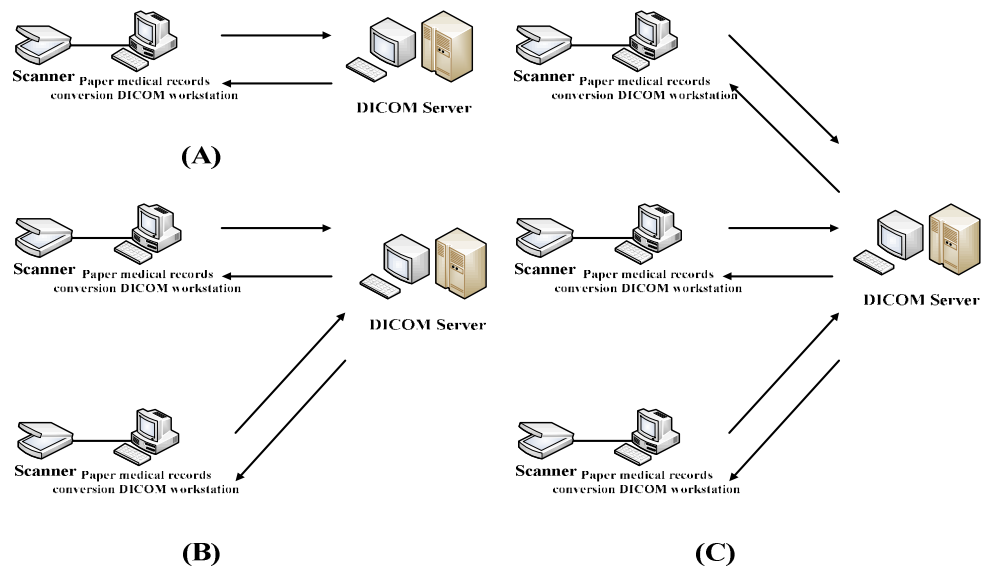 Scanner
Paper medical records
conversion DICOM workstation
DICOM Server
(A)
Scanner
Paper medical records
conversion DICOM workstation
DICOM Server
Scanner
Paper medical records
conversion DICOM workstation
(B)
Scanner
Paper medical records
conversion DICOM workstation
Scanner
Paper medical records
conversion DICOM workstation
DICOM Server
Scanner
Paper medical records
conversion DICOM workstation
(C)